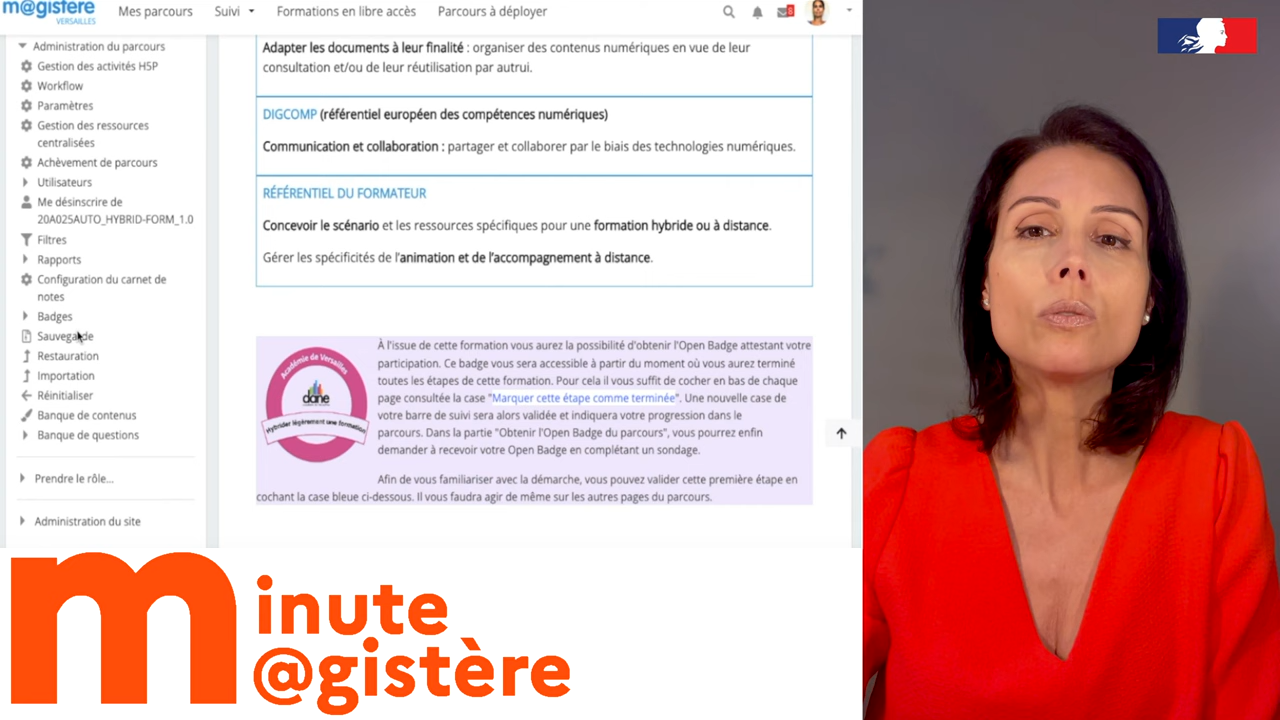 m@gistère
VERSAILLES
Mes parcours
Suivi
Formations en libre accès
Parcours à déployer
Administration du parcours
Gestion des activités H5P
Workflow
Paramètres
Gestion des ressources
centralisées
Achèvement de parcours
Utilisateurs
Me désinscrire de
20A025AUTO_HYBRID-FORM_1.0
Filtres
Rapports
Configuration du carnet de
notes
Badges
Sauvegarde
Restauration
Importation
Réinitialiser
Banque de contenus
Banque de questions
Prendre le rôle...
Administration du site
Adapter les documents à leur finalité : organiser des contenus numériques en vue de leur
consultation et/ou de leur réutilisation par autrui.
DIGCOMP (référentiel européen des compétences numériques)
Communication et collaboration : partager et collaborer par le biais des technologies numériques.
RÉFÉRENTIEL DU FORMATEUR
Concevoir le scénario et les ressources spécifiques pour une formation hybride ou à distance.
Gérer les spécificités de l'animation et de l'accompagnement à distance.
Académie de Versailles
dane
Hybrider légèrement une formation
À l'issue de cette formation vous aurez la possibilité d'obtenir l'Open Badge attestant votre
participation. Ce badge vous sera accessible à partir du moment où vous aurez terminé
toutes les étapes de cette formation. Pour cela il vous suffit de cocher en bas de chaque
page consultée la case "Marquer cette étape comme terminée". Une nouvelle case de
votre barre de suivi sera alors validée et indiquera votre progression dans le
parcours. Dans la partie "Obtenir l'Open Badge du parcours", vous pourrez enfin
demander à recevoir votre Open Badge en complétant un sondage.
Afin de vous familiariser avec la démarche, vous pouvez valider cette première étape en
cochant la case bleue ci-dessous. Il vous faudra agir de même sur les autres pages du parcours.
minute
m@gistère